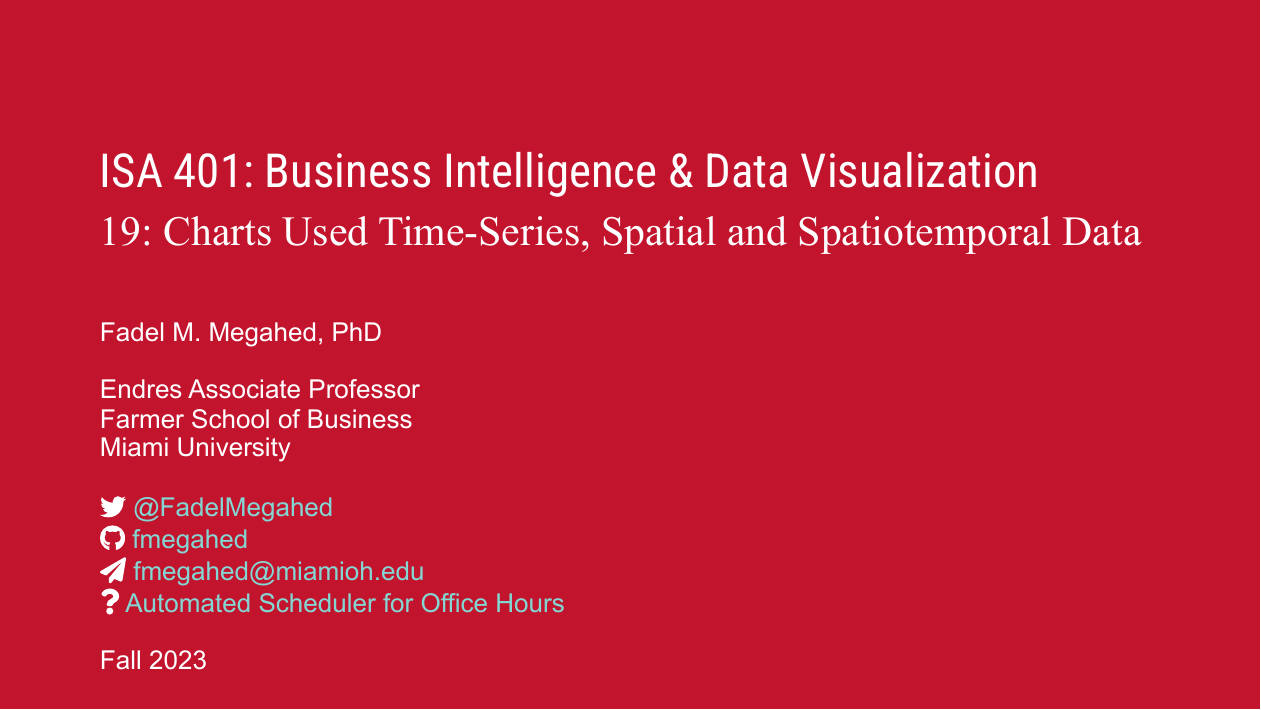 ISA 401: Business Intelligence & Data Visualization
19: Charts Used Time-Series, Spatial and Spatiotemporal Data
Fadel M. Megahed, PhD
Endres Associate Professor
Farmer School of Business
Miami University
@FadelMegahed
fmegahed
fmegahed@miamioh.edu
? Automated Scheduler for Office Hours
Fall 2023